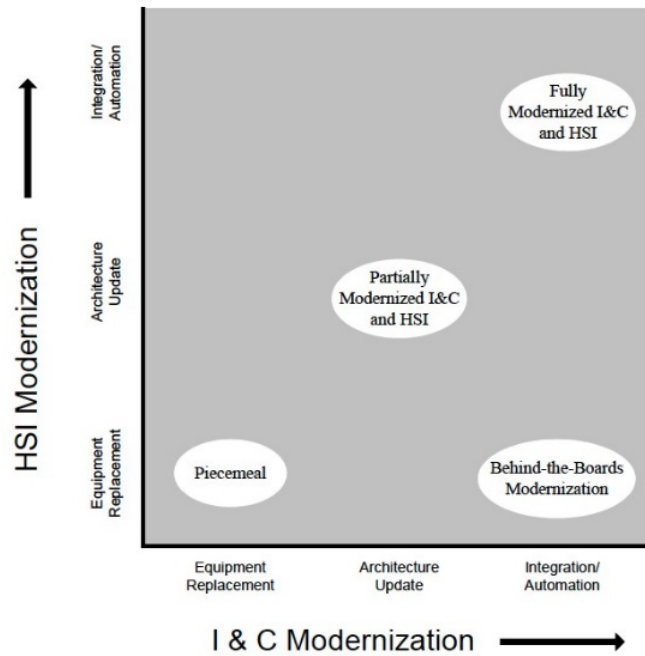 HSI Modernization
Integration/
Automation
Architecture
Update
Equipment
Replacement
Fully
Modernized I&C
and HSI
Partially
Modernized I&C
and HSI
Piecemeal
Behind-the-Boards
Modernization
Equipment
Replacement
Architecture
Update
Integration/
Automation
I & C Modernization